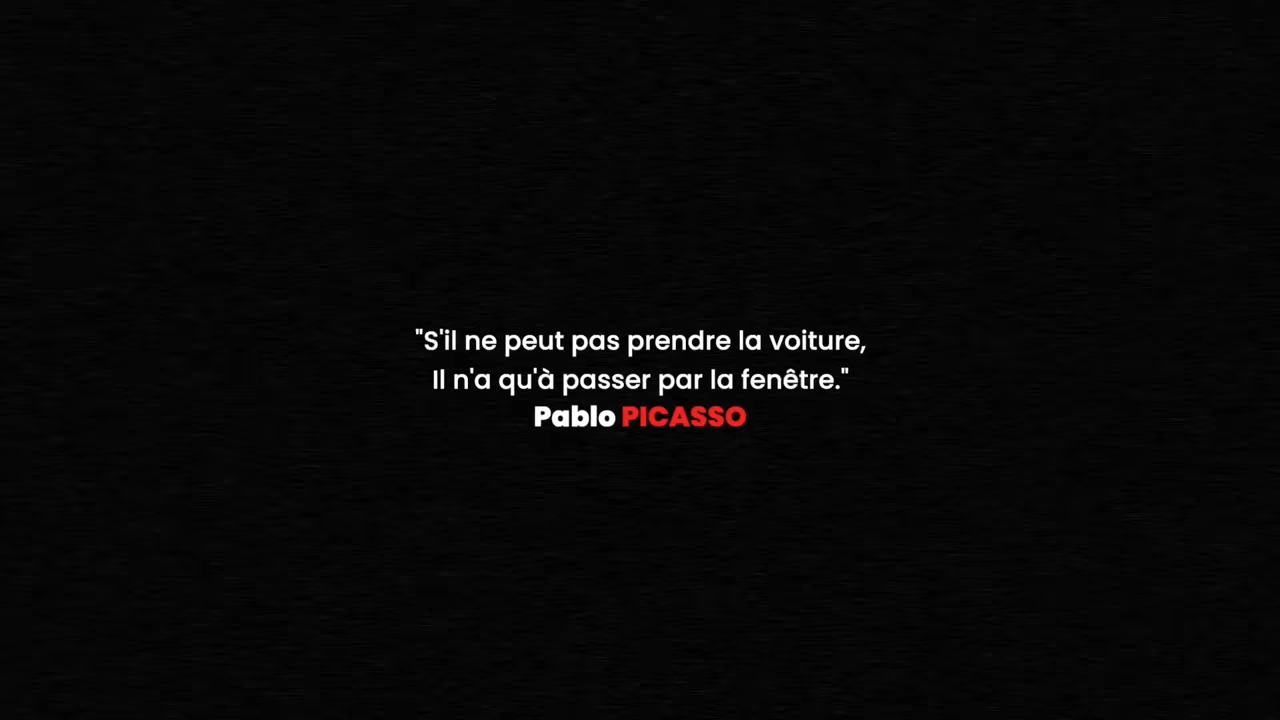 "S'il ne peut pas prendre la voiture,
Il n'a qu'à passer par la fenêtre."
Pablo PICASSO